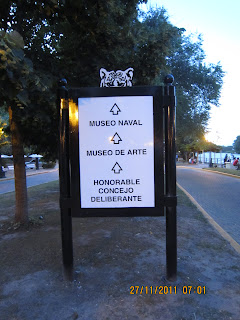 MUSEO NAVAL
MUSEO DE ARTE
HONORABLE
CONCEJO
DELIBERANTE
27/11/2011 07:01